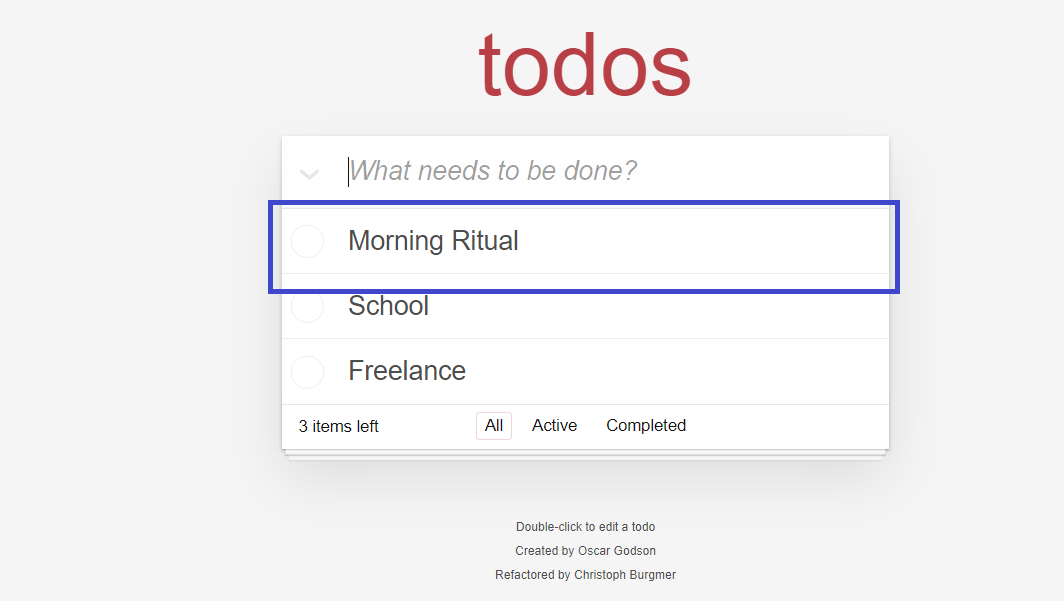 todos
What needs to be done?
Morning Ritual
School
Freelance
3 items left All Active Completed
Double-click to edit a todo
Created by Oscar Godson
Refactored by Christoph Burgmer